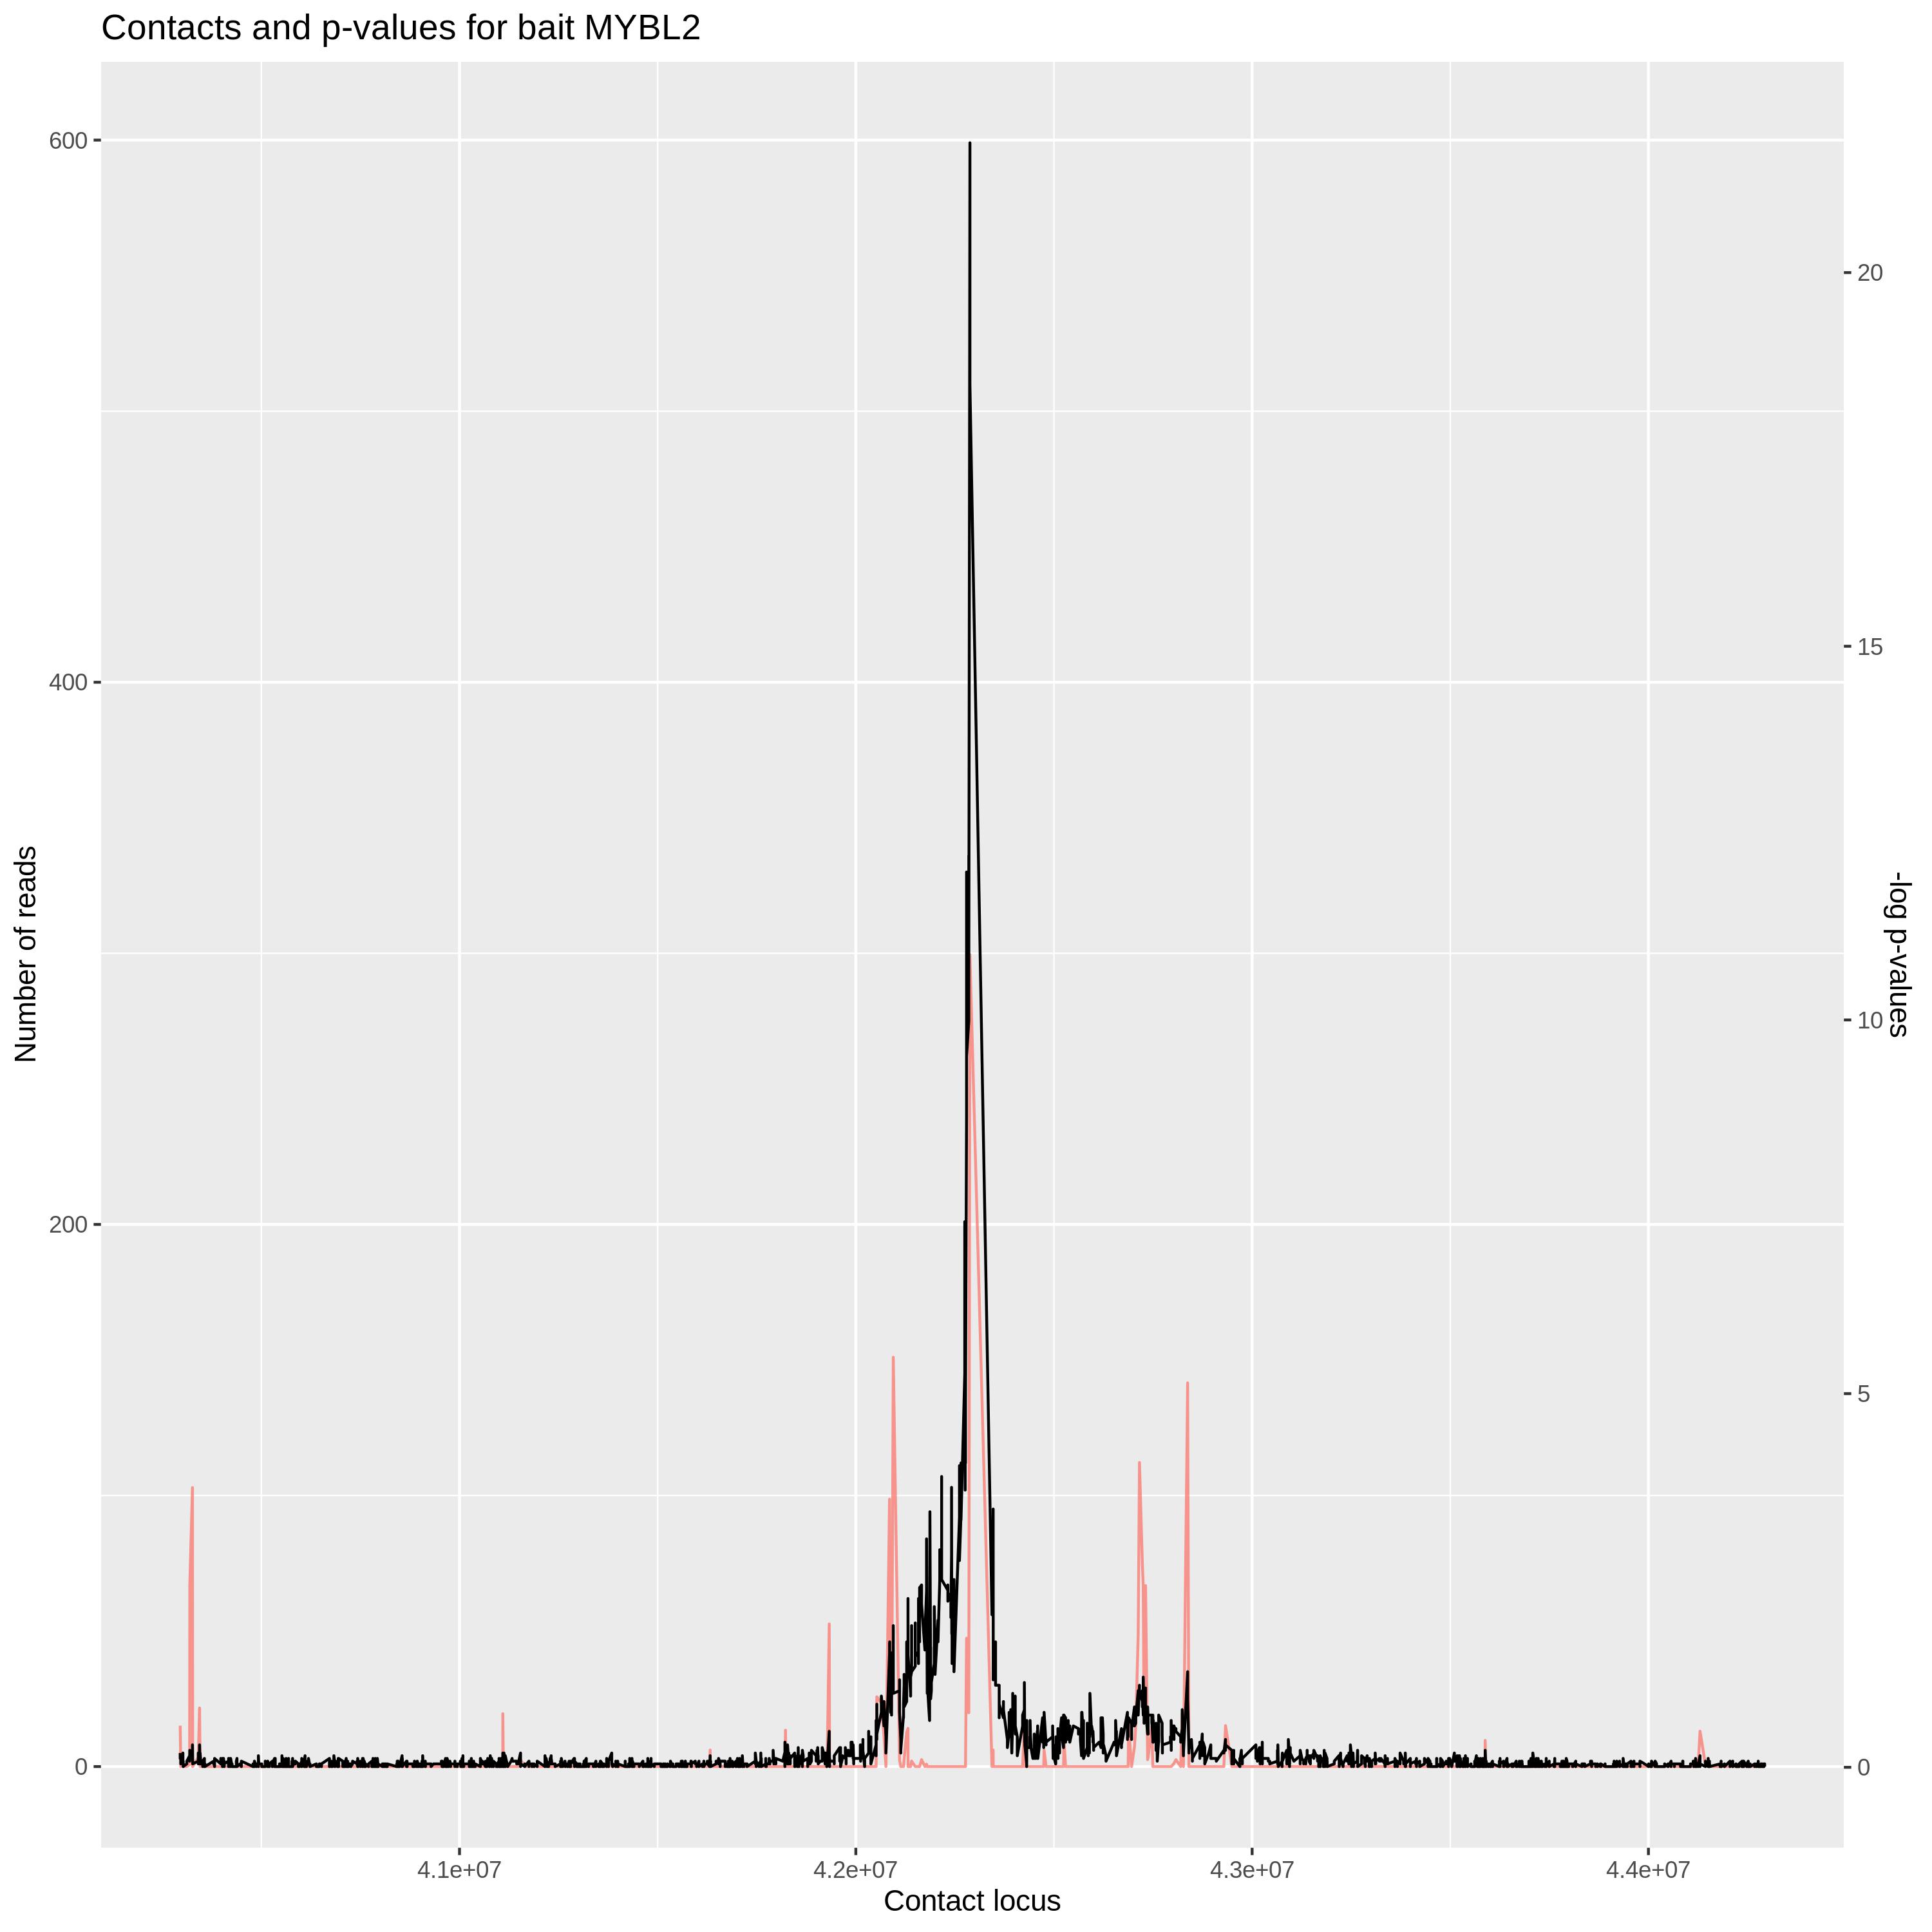 Contacts and p-values for bait MYBL2
600
400
200
0
Number of reads
20
15
10
5
0
-log p-values
4.1e+07
4.2e+07
4.3e+07
4.4e+07
Contact locus